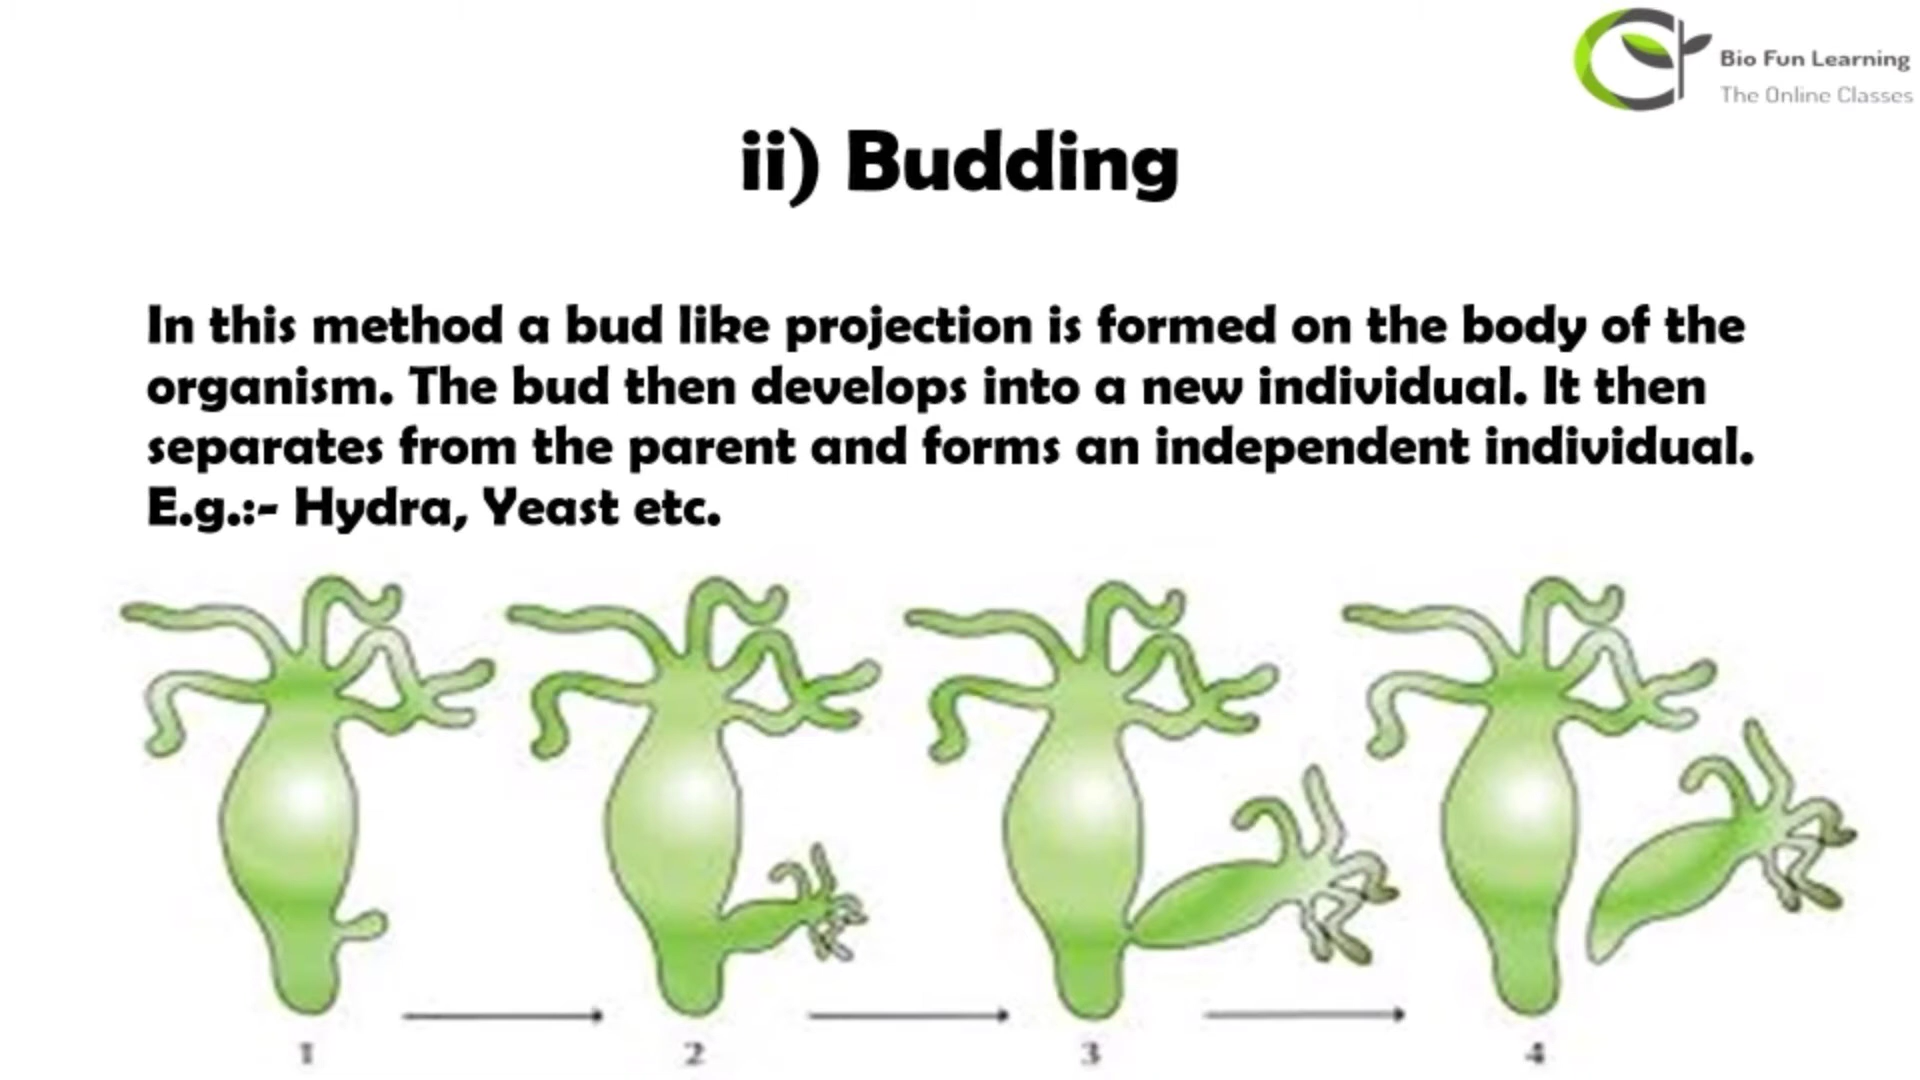 Bio Fun Learning
The Online Classes
ii) Budding
In this method a bud like projection is formed on the body of the
organism. The bud then develops into a new individual. It then
separates from the parent and forms an independent individual.
E.g.:- Hydra, Yeast etc.
1
2
3
4